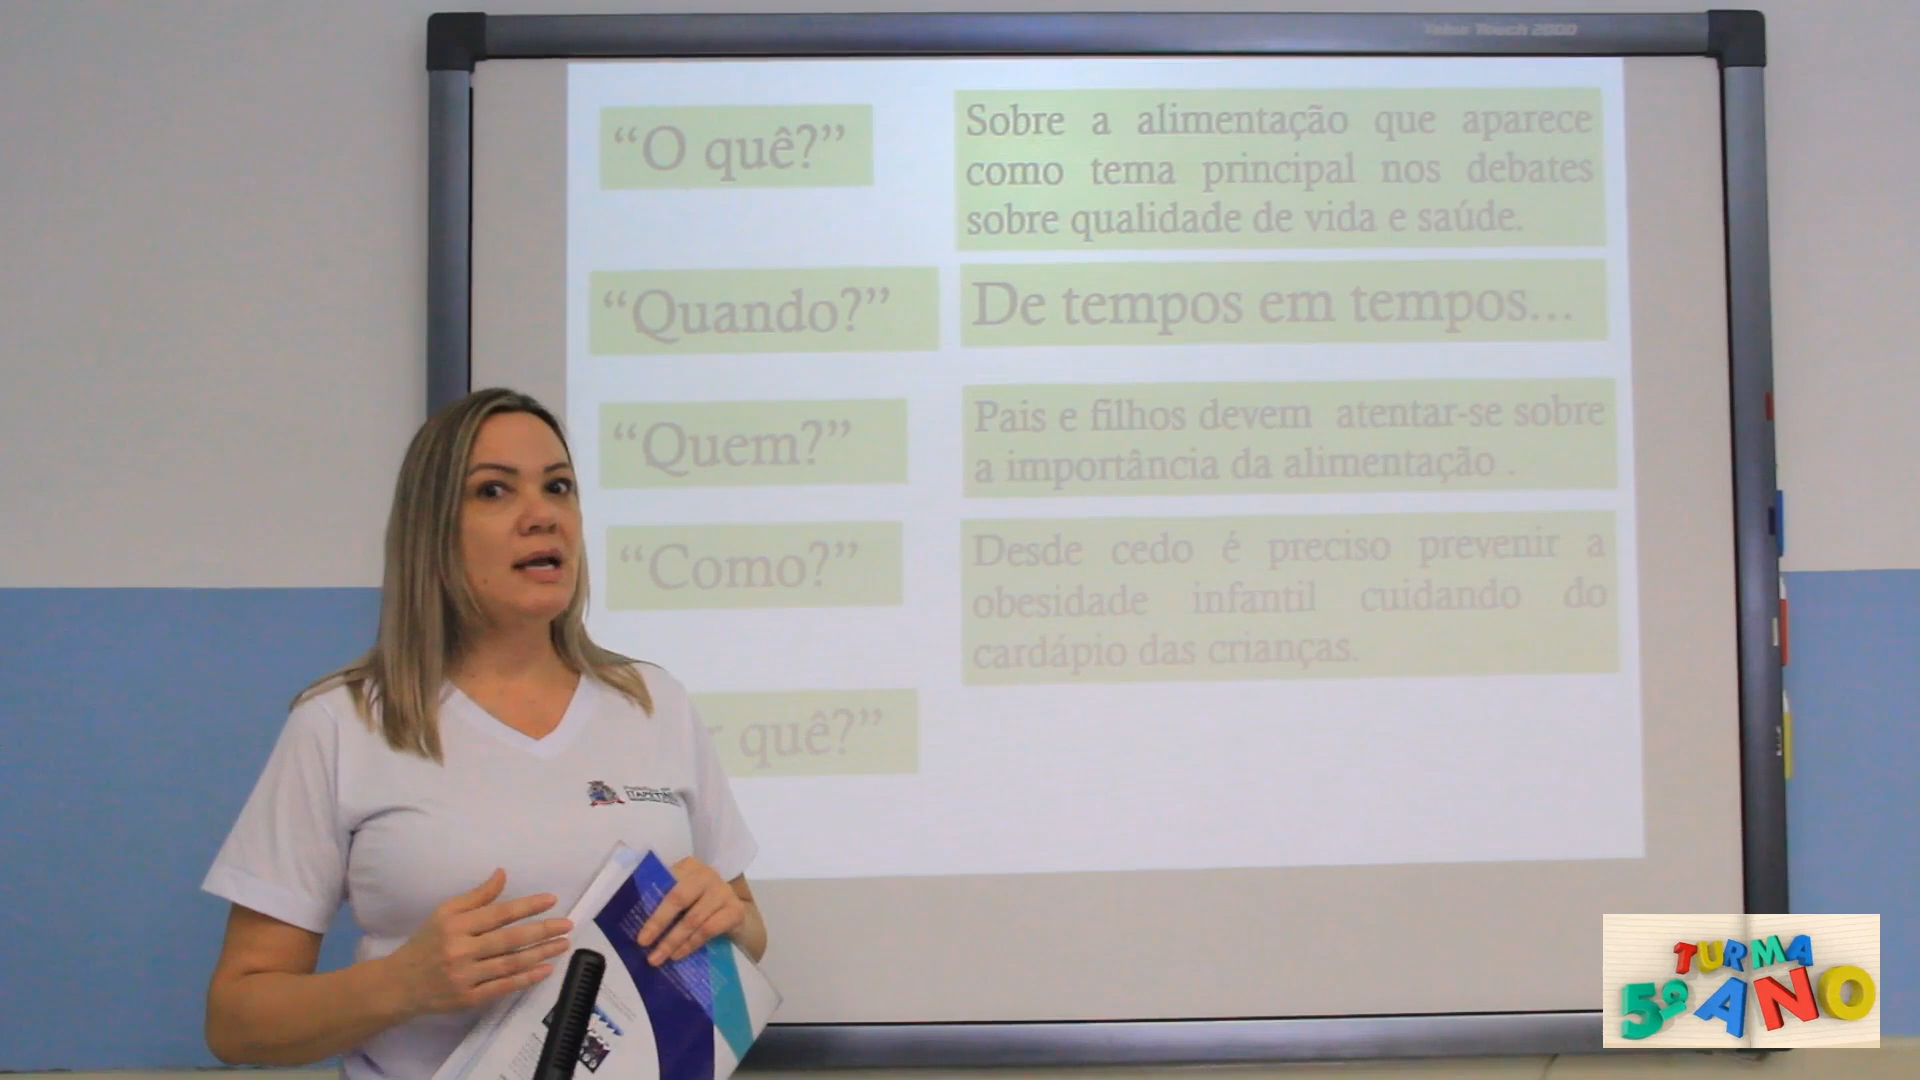 “O quê?”
Sobre a alimentação que aparece
como tema principal nos debates
sobre qualidade de vida e saúde.
“Quando?”
De tempos em tempos...
“Quem?”
Pais e filhos devem atentar-se sobre
a importância da alimentação .
“Como?”
Desde cedo é preciso prevenir a
obesidade infantil cuidando do
cardápio das crianças.
quê?”
TURMA
5º ANO